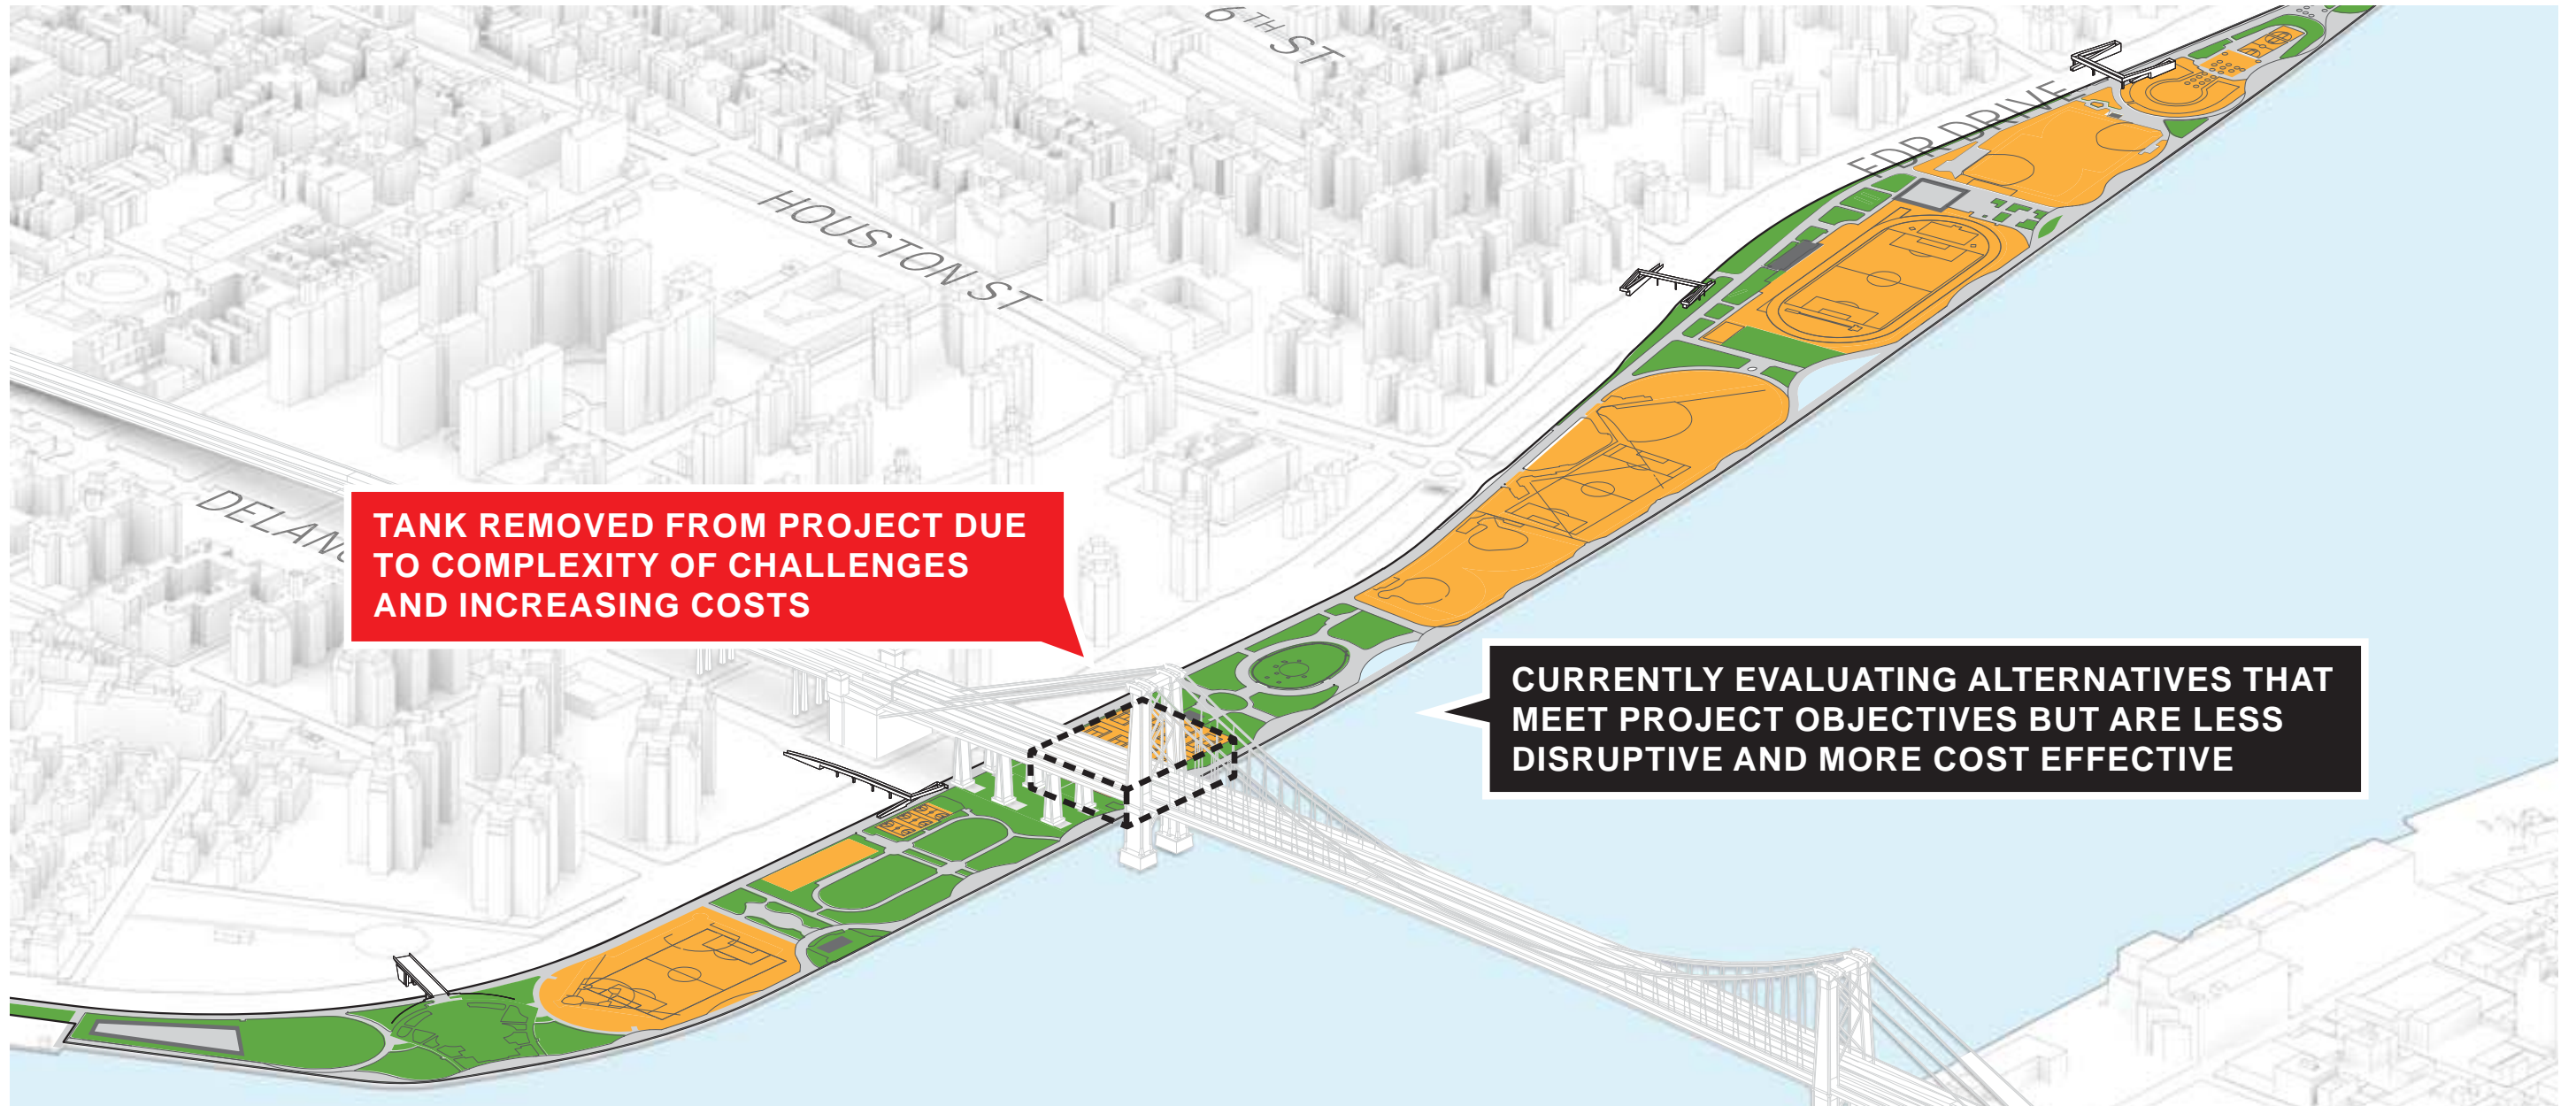 6TH ST
FDR DRIVE
HOUSTON ST
TANK REMOVED FROM PROJECT DUE
TO COMPLEXITY OF CHALLENGES
AND INCREASING COSTS
CURRENTLY EVALUATING ALTERNATIVES THAT
MEET PROJECT OBJECTIVES BUT ARE LESS
DISRUPTIVE AND MORE COST EFFECTIVE